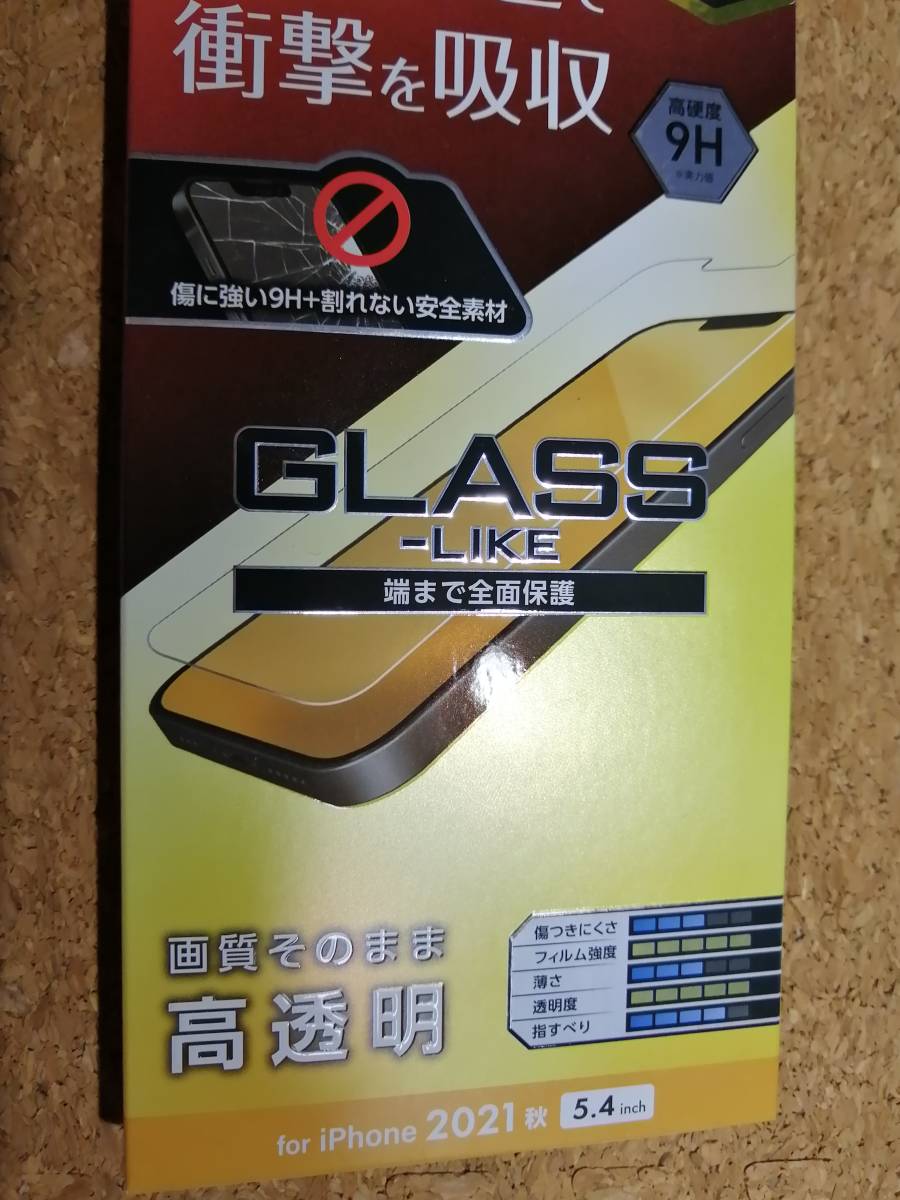 衝撃を吸収
高硬度
9H
※実力値
傷に強い9H+割れない安全素材
GLASS
-LIKE
端まで全面保護
画質そのまま
高透明
傷つきにくさ
フィルム強度
薄さ
透明度
指すべり
for iPhone 2021 秋 5.4 inch